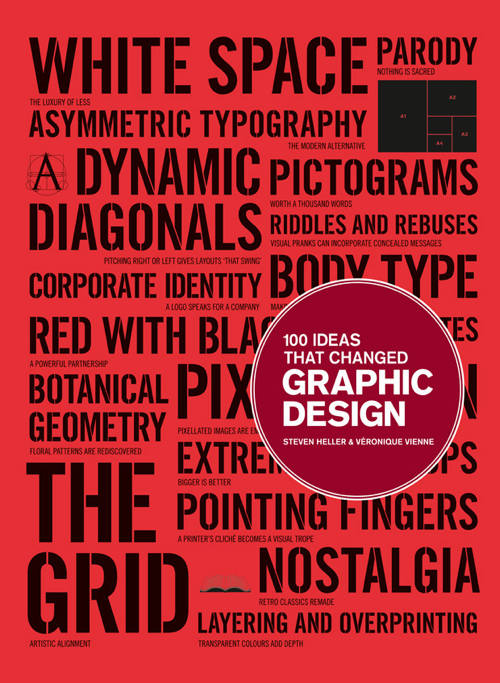 WHITE SPACE
THE LUXURY OF LESS
PARODY
NOTHING IS SACRED
A1
A2
A3
A4
ASYMMETRIC TYPOGRAPHY
THE MODERN ALTERNATIVE
A DYNAMIC
DIAGONALS
PITCHING RIGHT OR LEFT GIVES LAYOUTS ‘THAT SWING’
PICTOGRAMS
WORTH A THOUSAND WORDS
RIDDLES AND REBUSES
VISUAL PRANKS CAN INCORPORATE CONCEALED MESSAGES
CORPORATE IDENTITY
A LOGO SPEAKS FOR A COMPANY
BODY TYPE
RED WITH
A POWERFUL PARTNERSHIP
100 IDEAS
THAT CHANGED
GRAPHIC
DESIGN
STEVEN HELLER & VÉRONIQUE VIENNE
BOTANICAL
GEOMETRY
FLORAL PATTERNS ARE REDISCOVERED
PIXELLATED IMAGES ARE
BIGGER IS BETTER
THE
GRID
ARTISTIC ALIGNMENT
POINTING FINGERS
A PRINTER’S CLICHÉ BECOMES A VISUAL TROPE
NOSTALGIA
RETRO CLASSICS REMADE
LAYERING AND OVERPRINTING
TRANSPARENT COLOURS ADD DEPTH